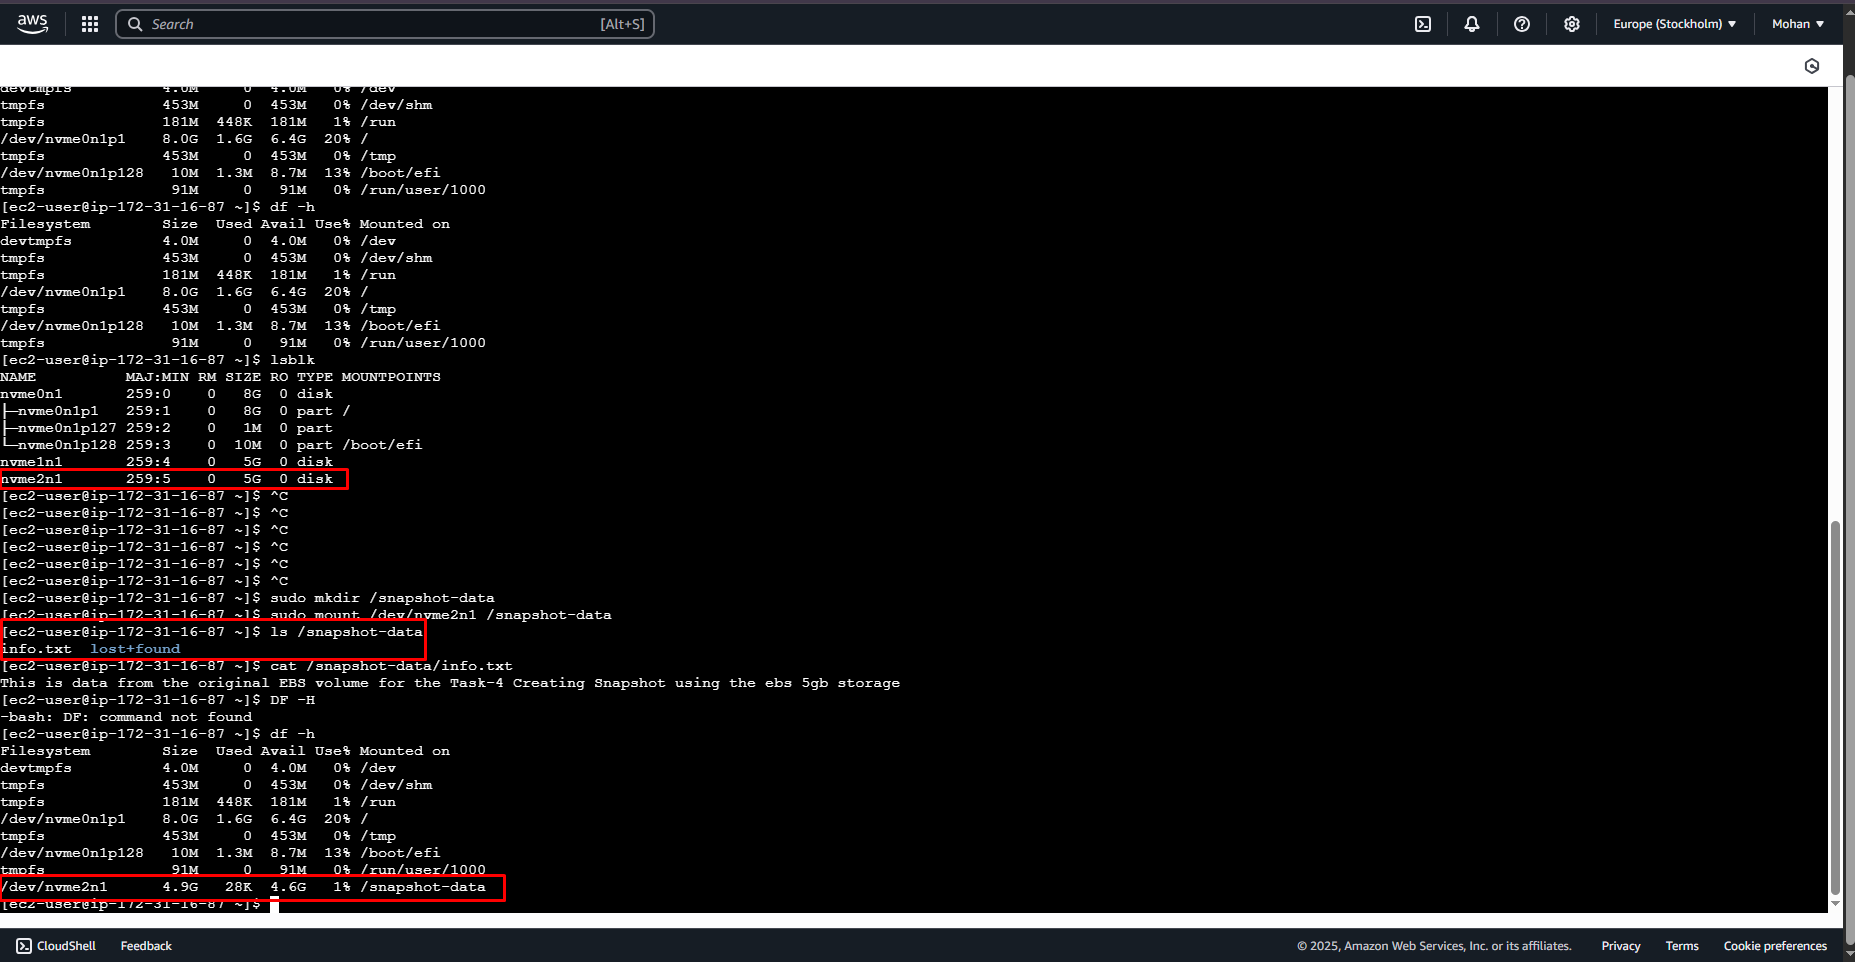 aws
Search [Alt+S]
Europe (Stockholm)
Mohan
devtmpfs 4.0M 0 4.0M 0% /dev
tmpfs 453M 0 453M 0% /dev/shm
tmpfs 181M 448K 181M 1% /run
/dev/nvme0n1p1 8.0G 1.6G 6.4G 20% /
tmpfs 453M 0 453M 0% /tmp
/dev/nvme0n1p128 10M 1.3M 8.7M 13% /boot/efi
tmpfs 91M 0 91M 0% /run/user/1000
[ec2-user@ip-172-31-16-87 ~]$ df -h
Filesystem Size Used Avail Use% Mounted on
devtmpfs 4.0M 0 4.0M 0% /dev
tmpfs 453M 0 453M 0% /dev/shm
tmpfs 181M 448K 181M 1% /run
/dev/nvme0n1p1 8.0G 1.6G 6.4G 20% /
tmpfs 453M 0 453M 0% /tmp
/dev/nvme0n1p128 10M 1.3M 8.7M 13% /boot/efi
tmpfs 91M 0 91M 0% /run/user/1000
[ec2-user@ip-172-31-16-87 ~]$ lsblk
NAME MAJ:MIN RM SIZE RO TYPE MOUNTPOINTS
nvme0n1 259:0 0 8G 0 disk
├─nvme0n1p1 259:1 0 8G 0 part /
├─nvme0n1p127 259:2 0 1M 0 part
└─nvme0n1p128 259:3 0 10M 0 part /boot/efi
nvme1n1 259:4 0 5G 0 disk
nvme2n1 259:5 0 5G 0 disk
[ec2-user@ip-172-31-16-87 ~]$ ^C
[ec2-user@ip-172-31-16-87 ~]$ ^C
[ec2-user@ip-172-31-16-87 ~]$ ^C
[ec2-user@ip-172-31-16-87 ~]$ ^C
[ec2-user@ip-172-31-16-87 ~]$ ^C
[ec2-user@ip-172-31-16-87 ~]$ ^C
[ec2-user@ip-172-31-16-87 ~]$ sudo mkdir /snapshot-data
[ec2-user@ip-172-31-16-87 ~]$ sudo mount /dev/nvme2n1 /snapshot-data
[ec2-user@ip-172-31-16-87 ~]$ ls /snapshot-data
info.txt lost+found
[ec2-user@ip-172-31-16-87 ~]$ cat /snapshot-data/info.txt
This is data from the original EBS volume for the Task-4 Creating Snapshot using the ebs 5gb storage
[ec2-user@ip-172-31-16-87 ~]$ DF -H
-bash: DF: command not found
[ec2-user@ip-172-31-16-87 ~]$ df -h
Filesystem Size Used Avail Use% Mounted on
devtmpfs 4.0M 0 4.0M 0% /dev
tmpfs 453M 0 453M 0% /dev/shm
tmpfs 181M 448K 181M 1% /run
/dev/nvme0n1p1 8.0G 1.6G 6.4G 20% /
tmpfs 453M 0 453M 0% /tmp
/dev/nvme0n1p128 10M 1.3M 8.7M 13% /boot/efi
tmpfs 91M 0 91M 0% /run/user/1000
/dev/nvme2n1 4.9G 28K 4.6G 1% /snapshot-data
[ec2-user@ip-172-31-16-87 ~]$
CloudShell Feedback © 2025, Amazon Web Services, Inc. or its affiliates. Privacy Terms Cookie preferences